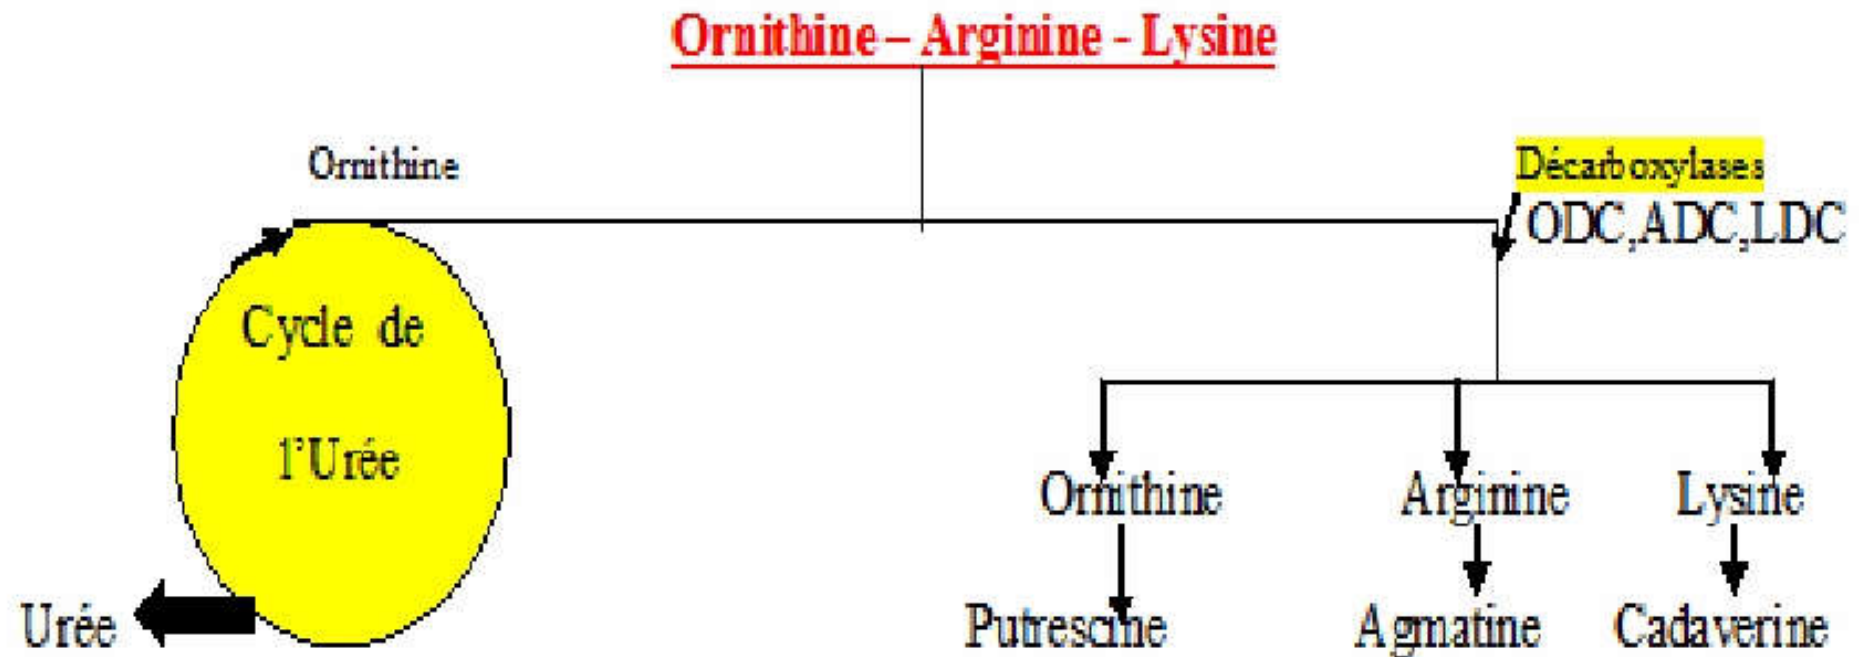 Ornithine – Arginine - Lysine
Ornithine
Décarboxylases
ODC,ADC,LDC
Cycle de
l'Urée
Ornithine Arginine Lysine
Urée
Putrescine Agmatine Cadaverine